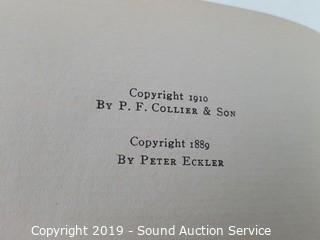 Copyright 1910
By P. F. Collier & Son
Copyright 1889
By Peter Eckler
Copyright 2019 - Sound Auction Service